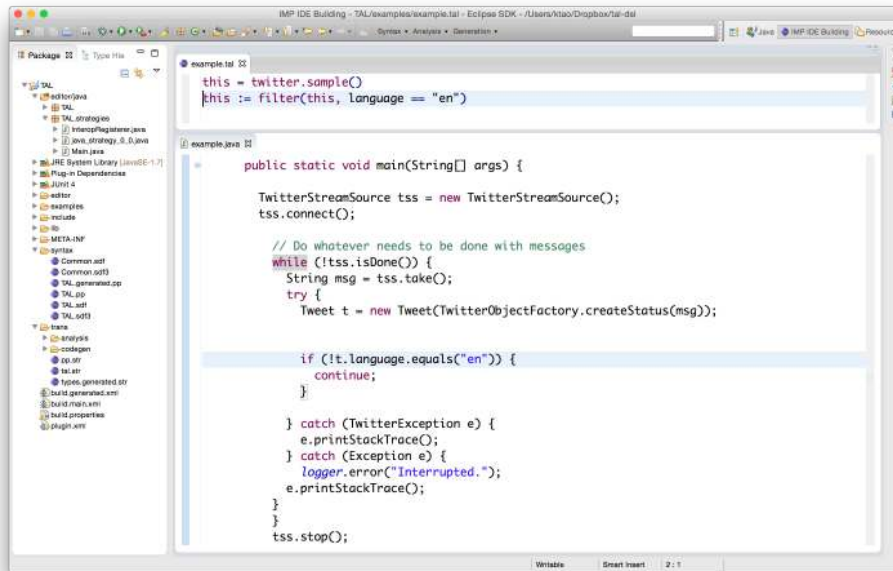 IMP IDE Building - TAL/examples/example.tal - Eclipse SDK - /Users/ktao/Dropbox/tal-dsl
Syntax Analysis Generation
Java IMP IDE Building Resource
Package Type Hie
TAL
editor/java
TAL
TAL.strategies
InteropRegisterer.java
java_strategy_0_0.java
Main.java
JRE System Library [JavaSE-1.7]
Plug-in Dependencies
JUnit 4
editor
examples
include
lib
META-INF
syntax
Common.sdf
Common.sdf3
TAL.generated.pp
TAL.pp
TAL.sdf
TAL.sdf3
trans
analysis
codegen
pp.str
tal.str
types.generated.str
build.generated.xml
build.main.xml
build.properties
plugin.xml
example.tal
this = twitter.sample()
this := filter(this, language == "en")
example.java
public static void main(String[] args) {
TwitterStreamSource tss = new TwitterStreamSource();
tss.connect();
// Do whatever needs to be done with messages
while (!tss.isDone()) {
String msg = tss.take();
try {
Tweet t = new Tweet(TwitterObjectFactory.createStatus(msg));
if (!t.language.equals("en")) {
continue;
}
} catch (TwitterException e) {
e.printStackTrace();
} catch (Exception e) {
logger.error("Interrupted.");
e.printStackTrace();
}
}
tss.stop();
Writable Smart Insert 2 : 1